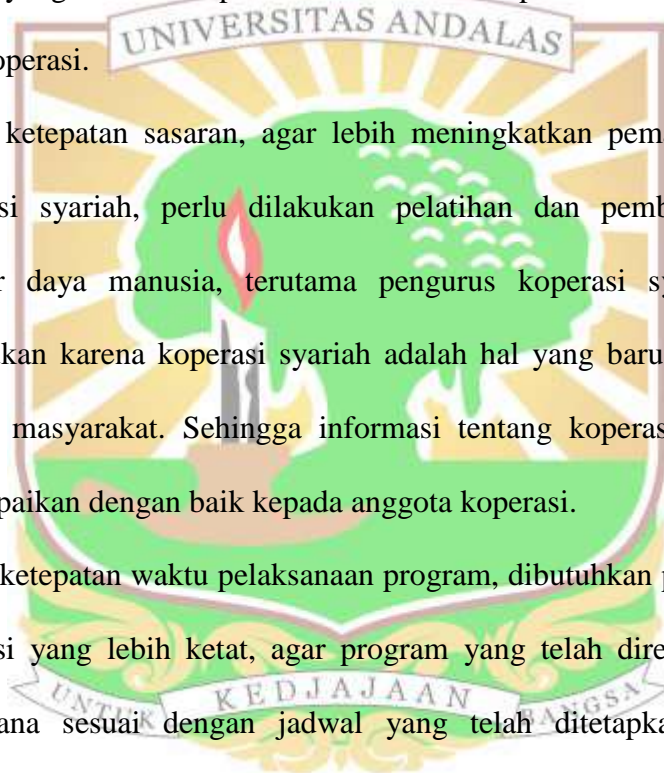 UNIVERSITAS ANDALAS
operasi.
ketepatan sasaran, agar lebih meningkatkan pem
si syariah, perlu dilakukan pelatihan dan pemb
r daya manusia, terutama pengurus koperasi sy
kan karena koperasi syariah adalah hal yang baru
masyarakat. Sehingga informasi tentang koperas
paikan dengan baik kepada anggota koperasi.
ketepatan waktu pelaksanaan program, dibutuhkan p
si yang lebih ketat, agar program yang telah dire
ana sesuai dengan jadwal yang telah ditetapka
UNTUK KEDJAJAAN BANGSA